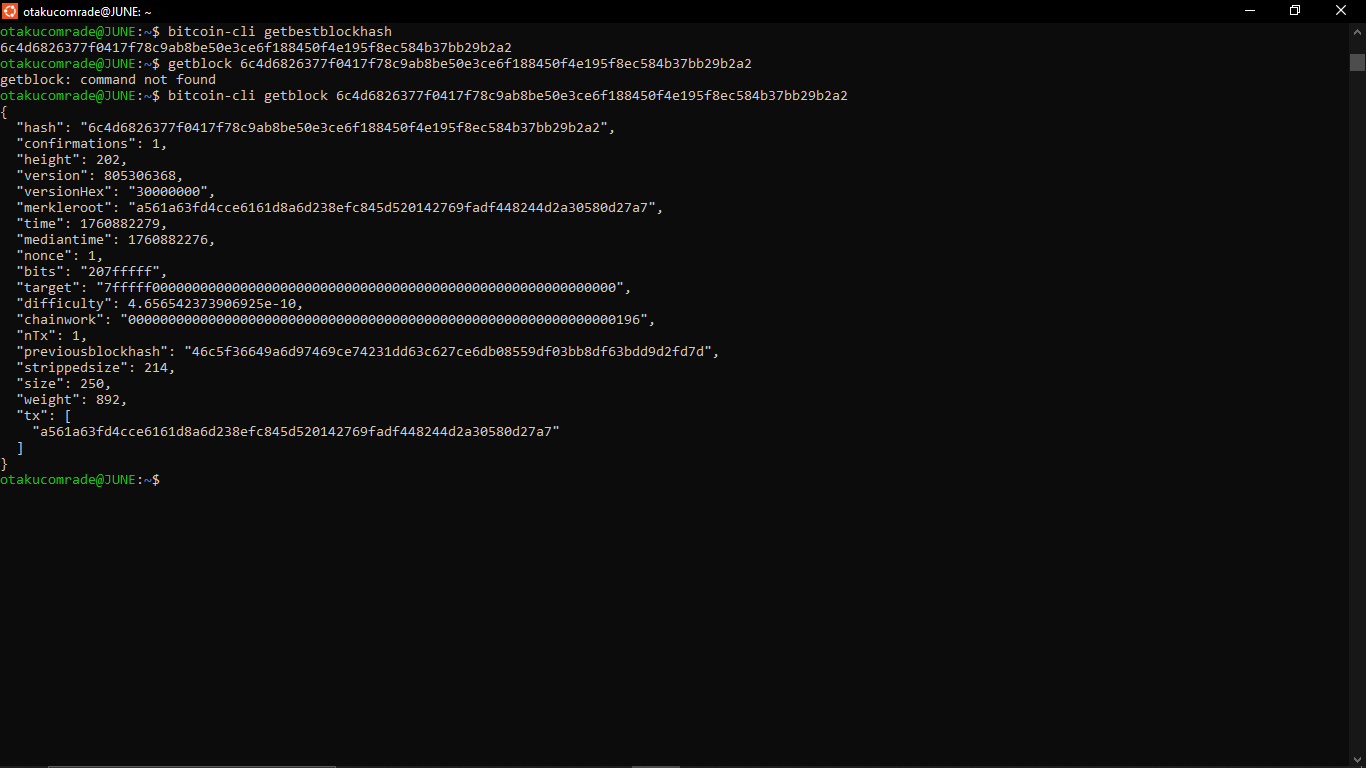 otakucomrade@JUNE: ~
otakucomrade@JUNE:~$ bitcoin-cli getbestblockhash
6c4d6826377f0417f78c9ab8be50e3ce6f188450f4e195f8ec584b37bb29b2a2
otakucomrade@JUNE:~$ getblock 6c4d6826377f0417f78c9ab8be50e3ce6f188450f4e195f8ec584b37bb29b2a2
getblock: command not found
otakucomrade@JUNE:~$ bitcoin-cli getblock 6c4d6826377f0417f78c9ab8be50e3ce6f188450f4e195f8ec584b37bb29b2a2
{
  "hash": "6c4d6826377f0417f78c9ab8be50e3ce6f188450f4e195f8ec584b37bb29b2a2",
  "confirmations": 1,
  "height": 202,
  "version": 805306368,
  "versionHex": "30000000",
  "merkleroot": "a561a63fd4cce6161d8a6d238efc845d520142769fadf448244d2a30580d27a7",
  "time": 1760882279,
  "mediantime": 1760882276,
  "nonce": 1,
  "bits": "207fffff",
  "target": "7fffff0000000000000000000000000000000000000000000000000000000000",
  "difficulty": 4.656542373906925e-10,
  "chainwork": "0000000000000000000000000000000000000000000000000000000000000196",
  "nTx": 1,
  "previousblockhash": "46c5f36649a6d97469ce74231dd63c627ce6db08559df03bb8df63bdd9d2fd7d",
  "strippedsize": 214,
  "size": 250,
  "weight": 892,
  "tx": [
    "a561a63fd4cce6161d8a6d238efc845d520142769fadf448244d2a30580d27a7"
  ]
}
otakucomrade@JUNE:~$